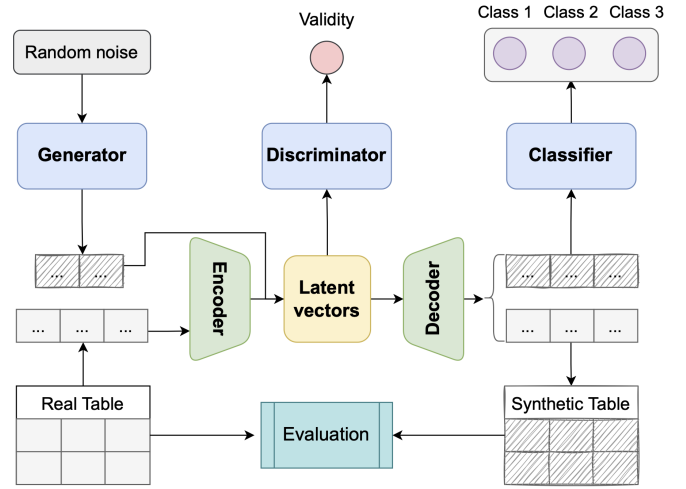 Validity
Class 1 Class 2 Class 3
Random noise
Generator
Discriminator
Classifier
... ...
... ... ...
Encoder
Latent
vectors
Decoder
... ... ...
... ... ...
Real Table
Evaluation
Synthetic Table